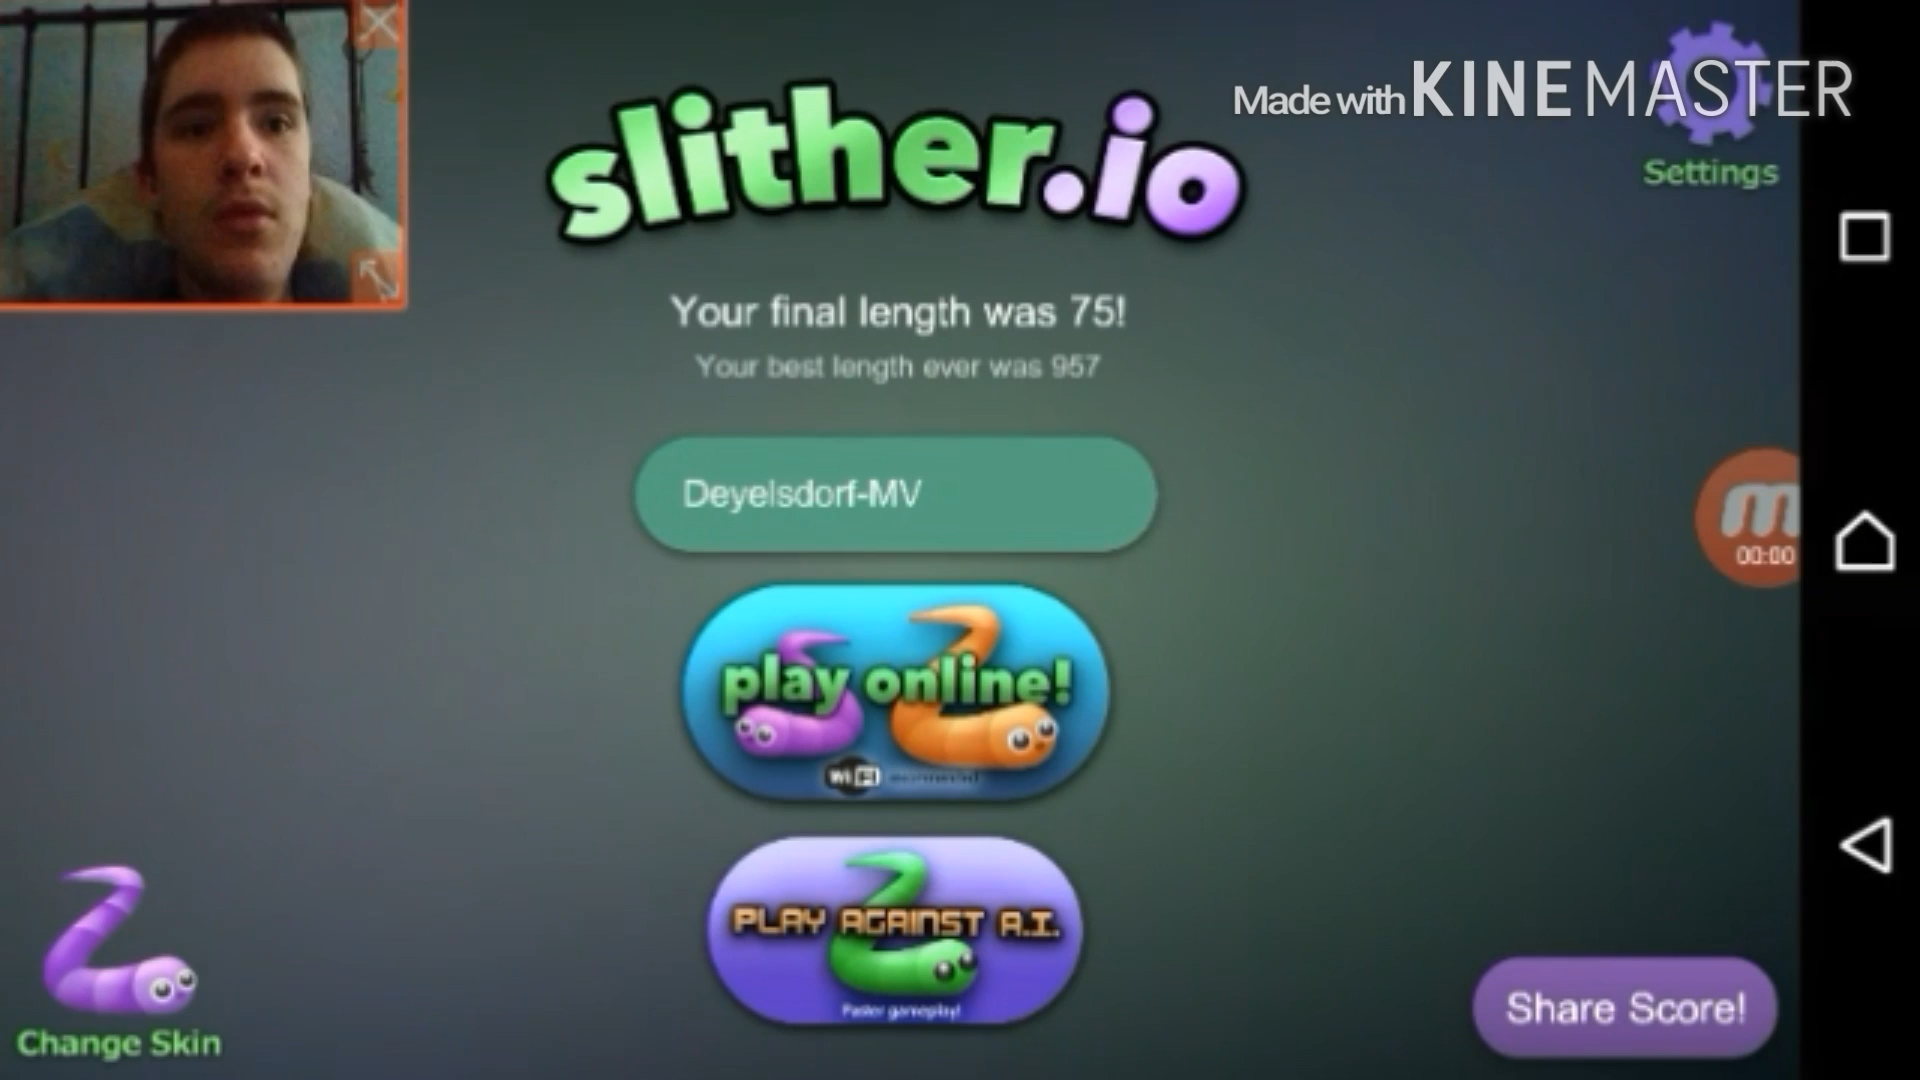 slither.io
Made with KINEMASTER
Settings
Your final length was 75!
Your best length ever was 957
Deyelsdorf-MV
m
00:00
play online!
WiFi
PLAY AGAINST A.I.
Faster gameplay!
Change Skin
Share Score!